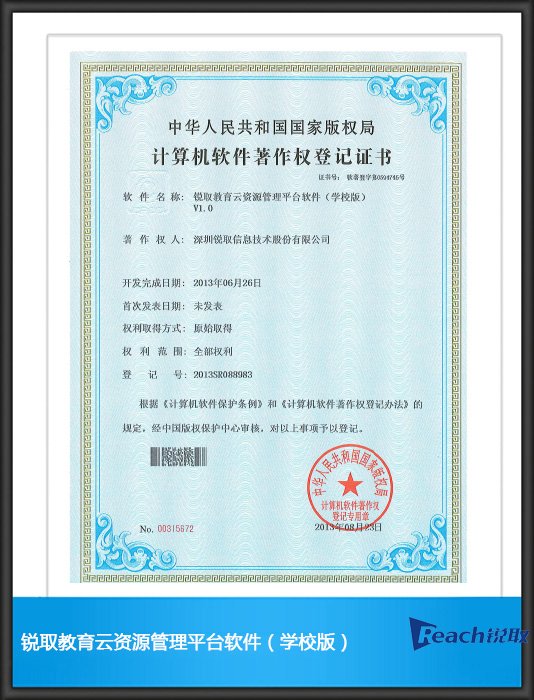 中华人民共和国国家版权局
计算机软件著作权登记证书
证书号： 软著登字第0594745号
软件名称： 锐取教育云资源管理平台软件（学校版）
V1.0
著作权人： 深圳锐取信息技术股份有限公司
开发完成日期： 2013年06月26日
首次发表日期： 未发表
权利取得方式： 原始取得
权利范围： 全部权利
登记号： 2013SR088983
根据《计算机软件保护条例》和《计算机软件著作权登记办法》的
规定，经中国版权保护中心审核，对以上事项予以登记。
中华人民共和国国家版权局
计算机软件著作权
登记专用章
No. 00315672
2013年08月23日
锐取教育云资源管理平台软件（学校版）
Reach锐取